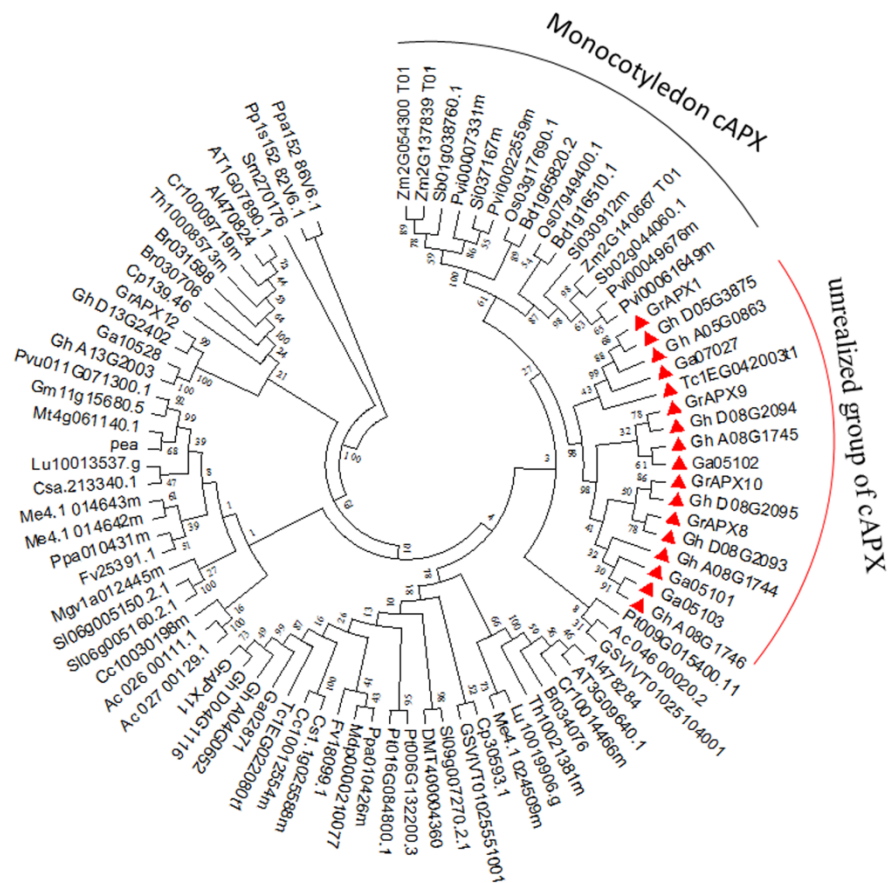 Monocotyledon cAPX
unrealized group of cAPX
Zm2G054300 T01
Zm2G137839 T01
Sb01g038760.1
Pvi00007331m
Si037167m
Pvi00022559m
Os03g17690.1
Bd1g65820.2
Os07g49400.1
Bd1g16510.1
Si030912m
Zm2G140667 T01
Sb02g044060.1
Pvi00049676m
Pvi00061649m
GrAPX1
Gh D05G3875
Gh A05G0863
Ga07027
Tc1EG042003t1
GrAPX9
Gh D08G2094
Gh A08G1745
Ga05102
GrAPX10
Gh D08G2095
GrAPX8
Gh D08G2093
Gh A08G1744
Ga05101
Ga05103
Gh A08G1746
Pt009G015400.11
Ac 046 00020.2
GSVIVT01025104001
Al478284
AT3G09640.1
Cr10014466m
Br034076
Th10021381m
Lu10019906.g
Me4.1 024509m
Cp30593.1
GSVIVT01025551001
Sl09g007270.2.1
DMT400004360
Pt006G132200.3
Pt016G084800.1
Ppa010426m
Mdp0000210077
FV18099.1
Cs1.1g025588m
Cc10012554m
Tc1EG022080t1
Ga02871
Gh A04G0652
Gh D04G1116
GrAPX11
Ac 027 00129.1
Ac 026 00111.1
Cc10030198m
Sl06g005160.2.1
Sl06g005150.2.1
Mgv1a012445m
Fv25391.1
Ppa010431m
Me4.1 014642m
Me4.1 014643m
Csa.213340.1
Lu10013537.g
pea
Mt4g061140.1
Gm11g15680.5
Pvu011G071300.1
Gh A13G2003
Ga10528
Gh D13G2402
GrAPX12
Cp139.46
Br030706
Br031598
Th10008573m
Cr10009719m
Al470824
AT1G07890.1
Sm270176
Pp1s152 82V6.1
Ppa152 86V6.1